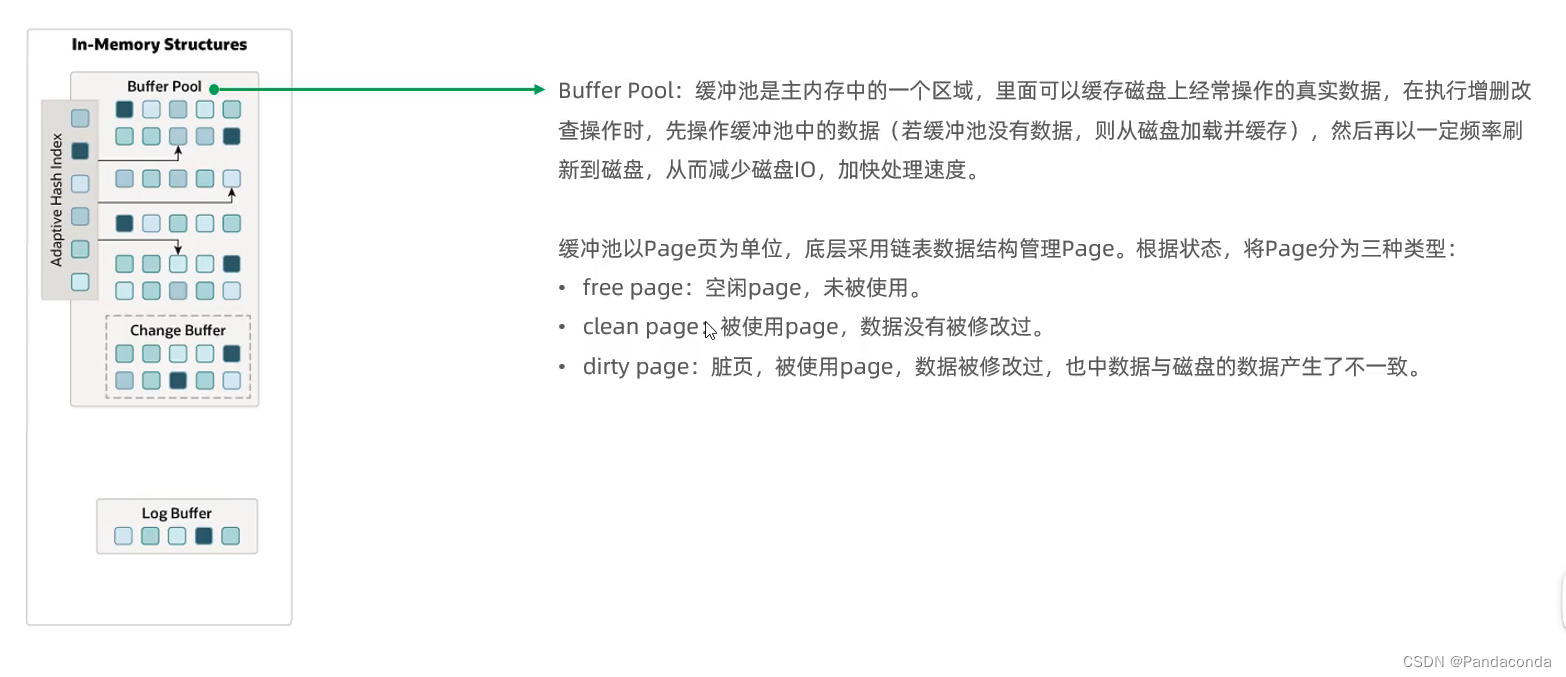 In-Memory Structures
Buffer Pool
Adaptive Hash Index
Change Buffer
Log Buffer
Buffer Pool：缓冲池是主内存中的一个区域，里面可以缓存磁盘上经常操作的真实数据，在执行增删改
查操作时，先操作缓冲池中的数据（若缓冲池没有数据，则从磁盘加载并缓存），然后再以一定频率刷
新到磁盘，从而减少磁盘IO，加快处理速度。
缓冲池以Page页为单位，底层采用链表数据结构管理Page。根据状态，将Page分为三种类型：
• free page：空闲page，未被使用。
• clean page：被使用page，数据没有被修改过。
• dirty page：脏页，被使用page，数据被修改过，也中数据与磁盘的数据产生了不一致。
CSDN @Pandaconda